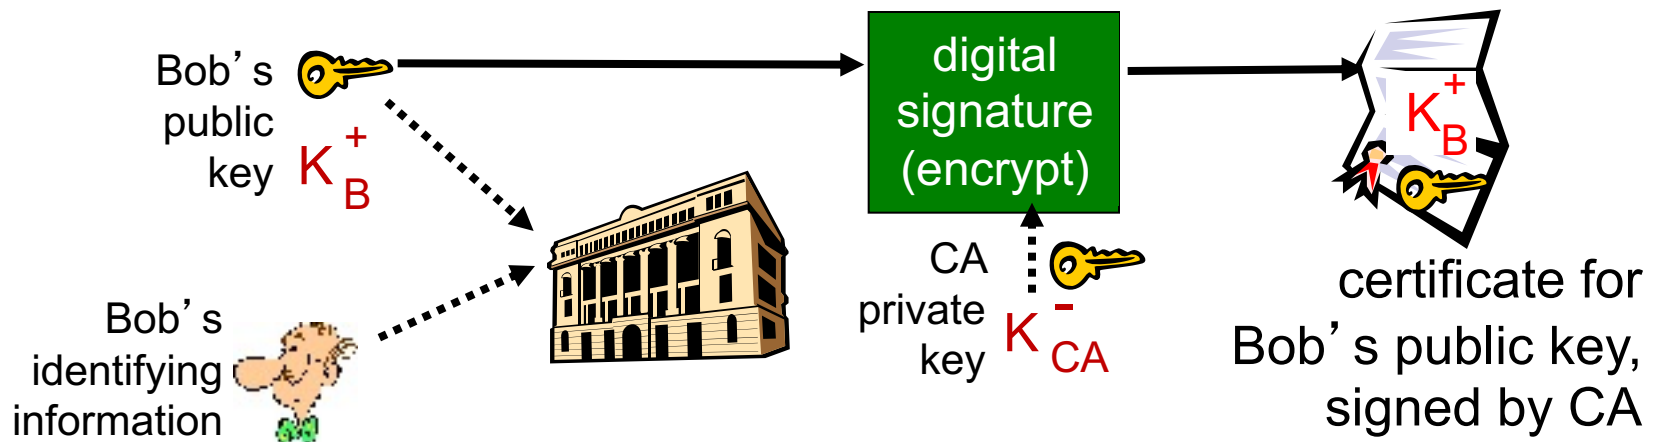 Bob’s
public
key
K
+
B
digital
signature
(encrypt)
K
+
B
Bob’s
identifying
information
CA
private
key
K
-
CA
certificate for
Bob’s public key,
signed by CA